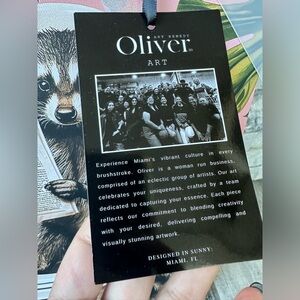 ART REMEDY
Oliver
ART
Experience Miami's vibrant culture in every
brushstroke. Oliver is a woman run business,
comprised of an eclectic group of artists. Our art
celebrates your uniqueness, crafted by a team
dedicated to capturing your essence. Each piece
reflects our commitment to blending creativity
with your desired, delivering compelling and
visually stunning artwork.
DESIGNED IN SUNNY:
MIAMI, FL